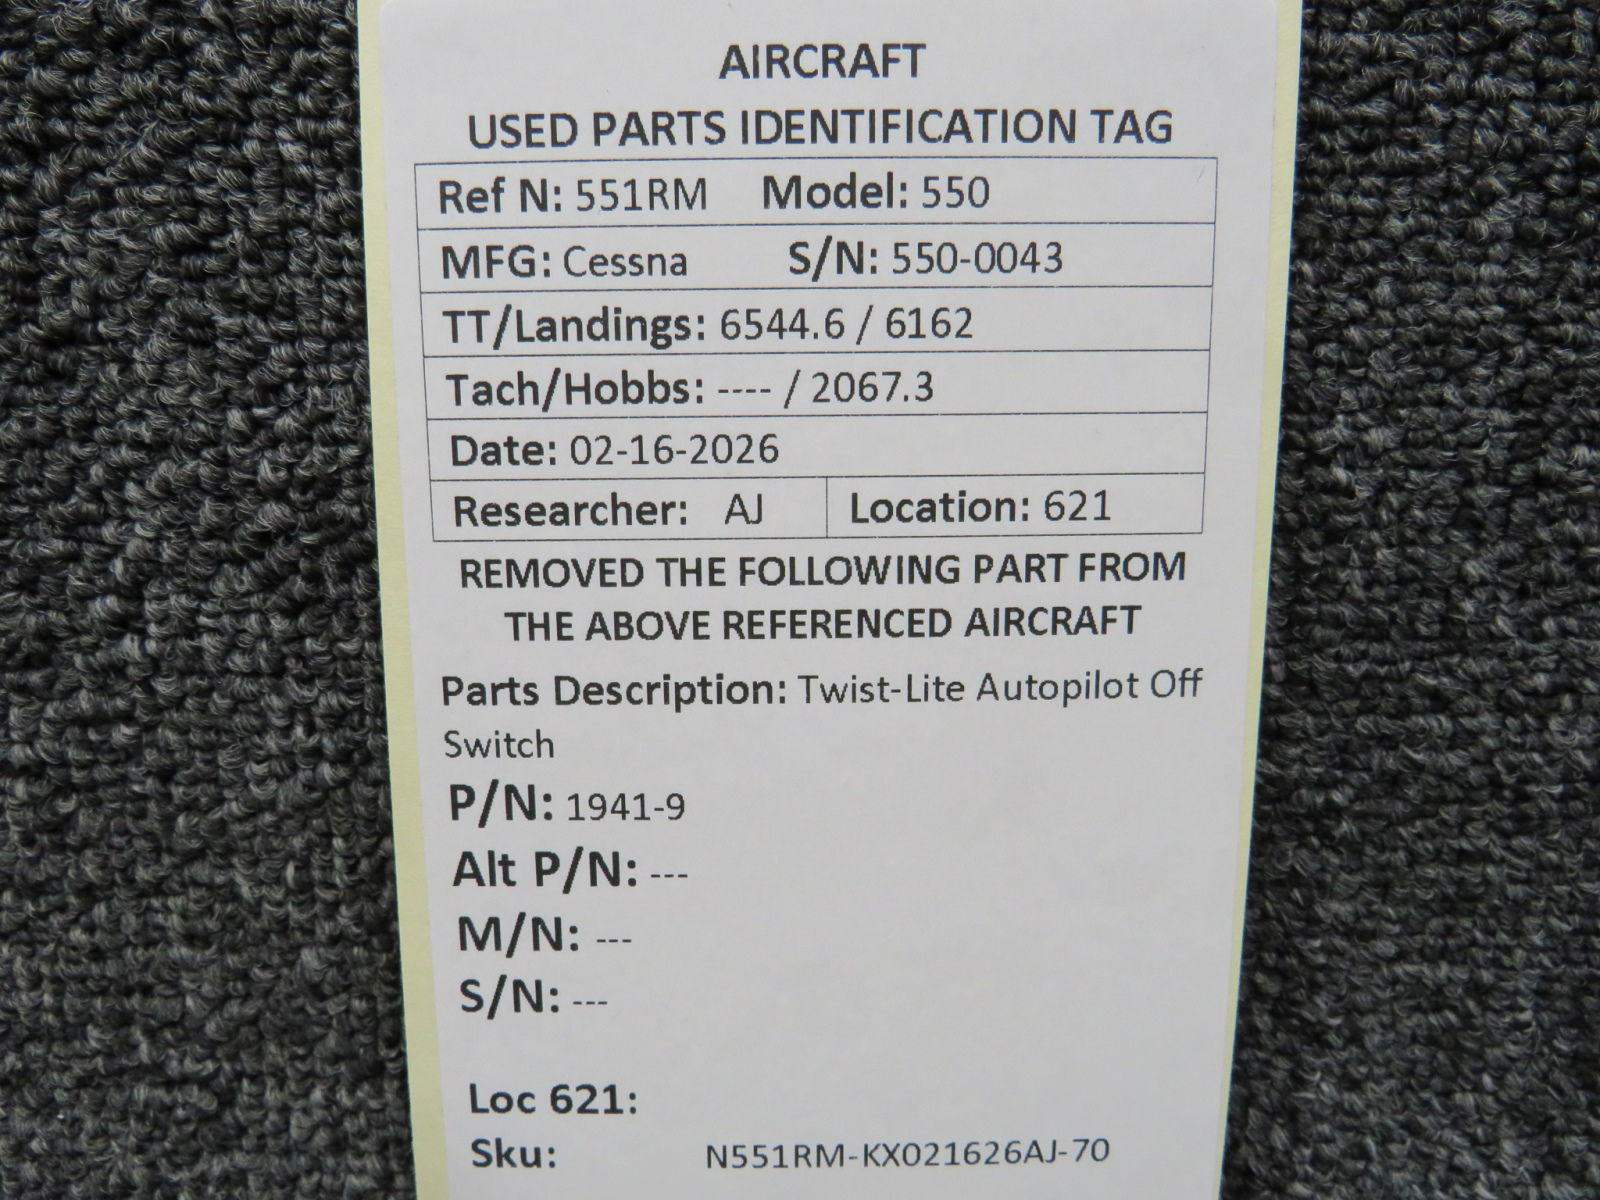 AIRCRAFT
USED PARTS IDENTIFICATION TAG
Ref N: 551RM Model: 550
MFG: Cessna S/N: 550-0043
TT/Landings: 6544.6 / 6162
Tach/Hobbs: ---- / 2067.3
Date: 02-16-2026
Researcher: AJ Location: 621
REMOVED THE FOLLOWING PART FROM
THE ABOVE REFERENCED AIRCRAFT
Parts Description: Twist-Lite Autopilot Off
Switch
P/N: 1941-9
Alt P/N: ---
M/N: ---
S/N: ---
Loc 621:
Sku: N551RM-KX021626AJ-70